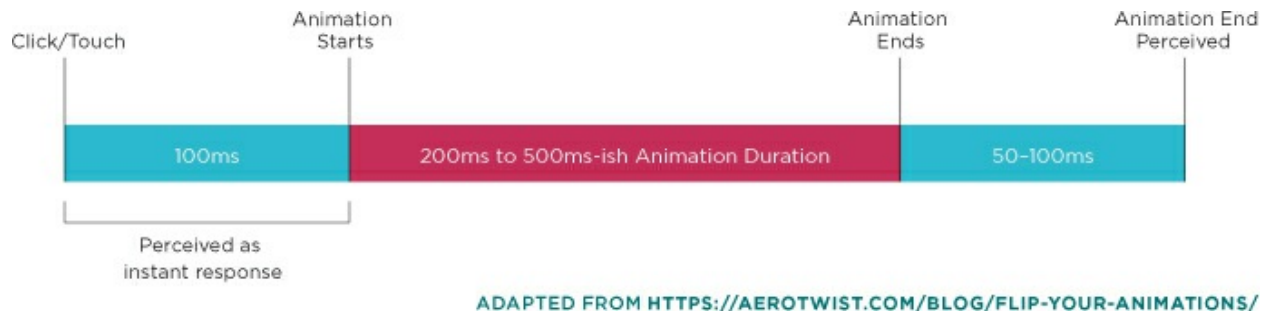 Click/Touch
Animation
Starts
Animation
Ends
Animation End
Perceived
100ms
200ms to 500ms-ish Animation Duration
50–100ms
Perceived as
instant response
ADAPTED FROM HTTPS://AEROTWIST.COM/BLOG/FLIP-YOUR-ANIMATIONS/